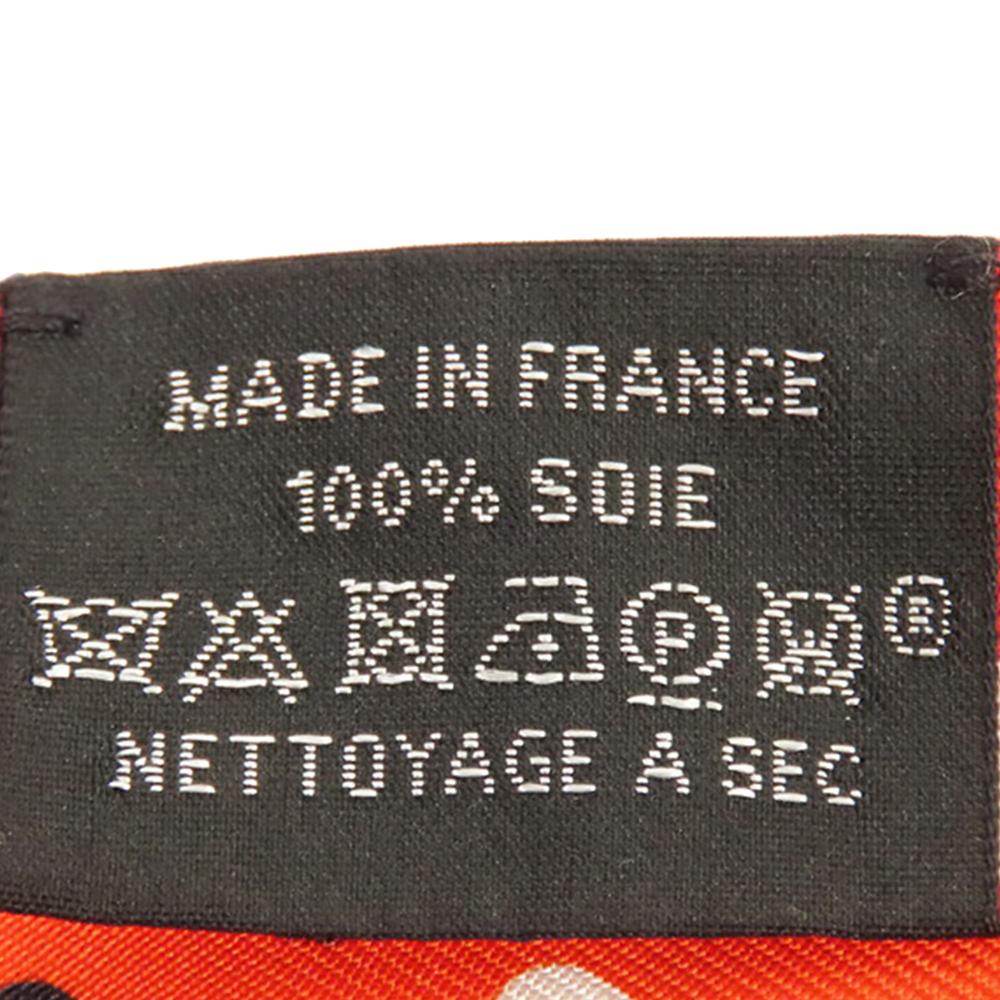 MADE IN FRANCE
100% SOIE
P W ®
NETTOYAGE A SEC